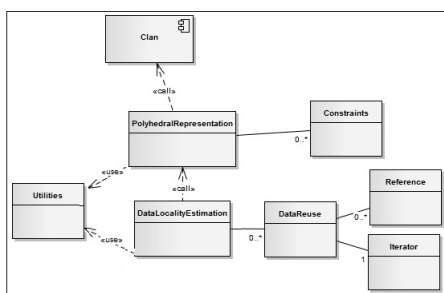 Clan
«call»
PolyhedralRepresentation
Constraints
0..*
«use»
«call»
Utilities
Reference
DataLocalityEstimation
DataReuse
0..*
«use»
0..*
Iterator
1